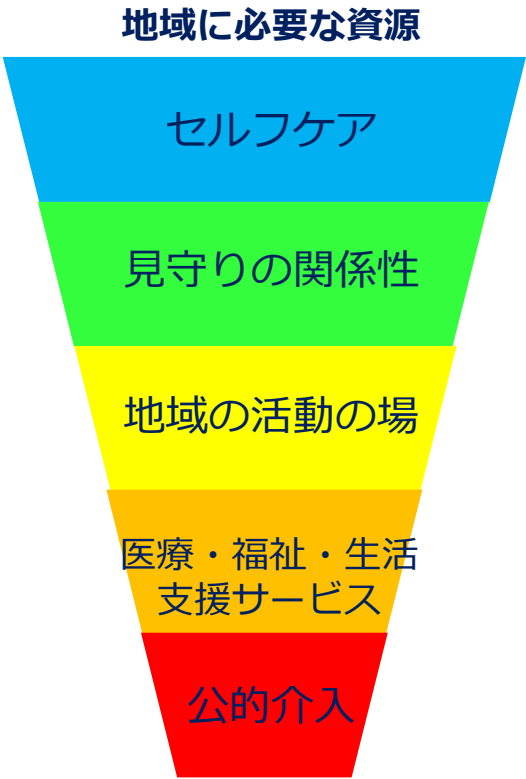 地域に必要な資源
セルフケア
見守りの関係性
地域の活動の場
医療・福祉・生活
支援サービス
公的介入